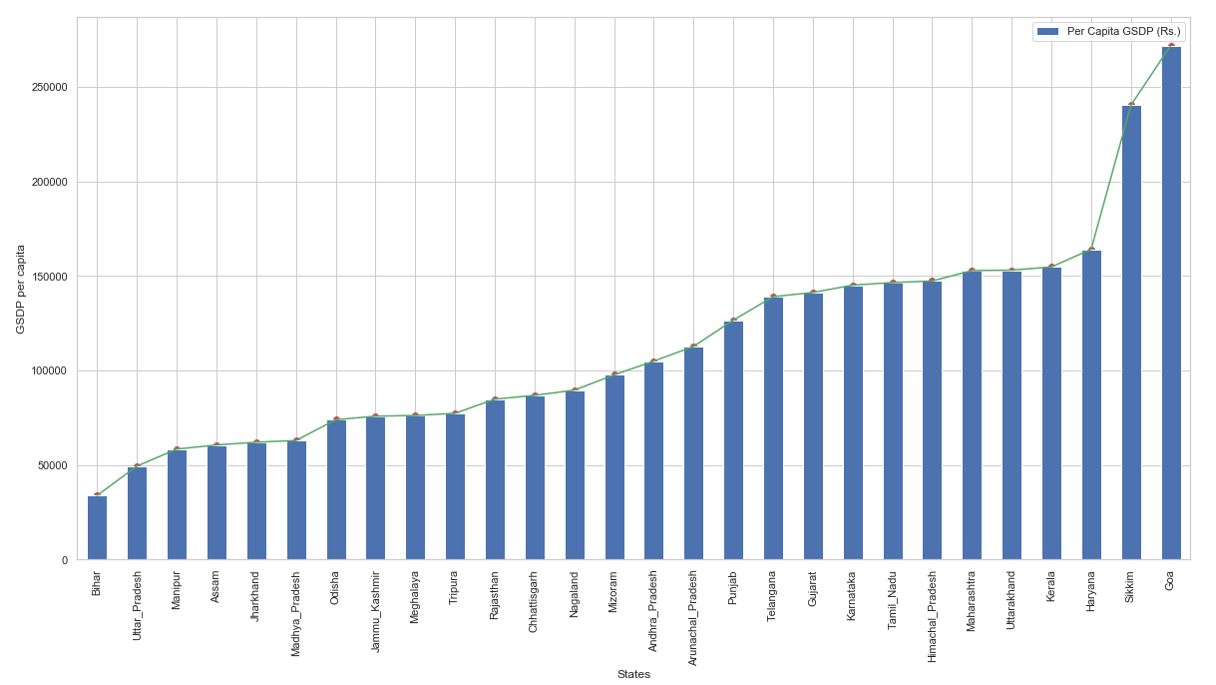 Per Capita GSDP (Rs.)
250000
200000
150000
100000
50000
0
GSDP per capita
Bihar
Uttar_Pradesh
Manipur
Assam
Jharkhand
Madhya_Pradesh
Odisha
Jammu_Kashmir
Meghalaya
Tripura
Rajasthan
Chhattisgarh
Nagaland
Mizoram
Andhra_Pradesh
Arunachal_Pradesh
Punjab
Telangana
Gujarat
Karnataka
Tamil_Nadu
Himachal_Pradesh
Maharashtra
Uttarakhand
Kerala
Haryana
Sikkim
Goa
States